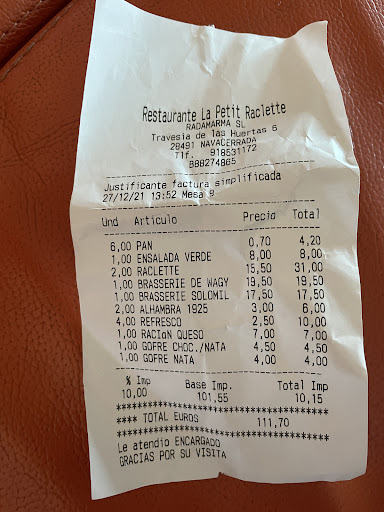 Restaurante La Petit Raclette
RADAMARMA SL
Travesia de las Huertas 6
28491 NAVACERRADA
Tlf. 918531172
B88274865
Justificante factura simplificada
27/12/21 13:52 Mesa 9
Und Articulo Precio Total
6,00 PAN 0,70 4,20
1,00 ENSALADA VERDE 8,00 8,00
2,00 RACLETTE 15,50 31,00
1,00 BRASSERIE DE WAGY 19,50 19,50
1,00 BRASSERIE SOLOMIL 17,50 17,50
2,00 ALHAMBRA 1925 3,00 6,00
4,00 REFRESCO 2,50 10,00
1,00 RACIaN QUESO 7,00 7,00
1,00 GOFRE CHOC./NATA 4,50 4,50
1,00 GOFRE NATA 4,00 4,00
% Imp Base Imp. Total Imp
10,00 101,55 10,15
**** TOTAL EUROS 111,70
Le atendio ENCARGADO
GRACIAS POR SU VISITA